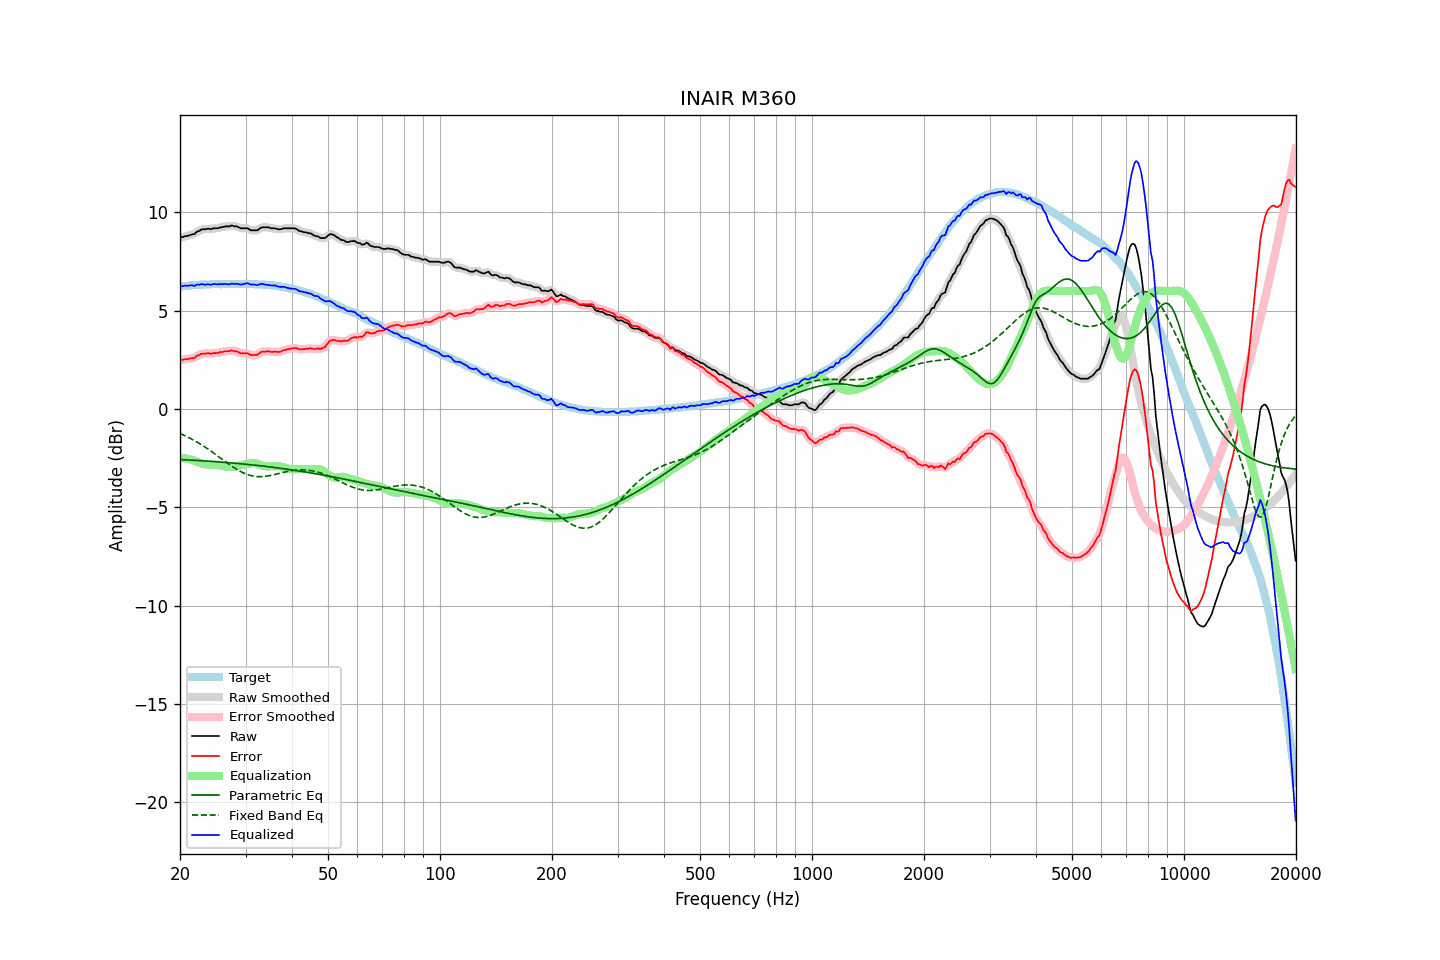 INAIR M360
Amplitude (dBr)
10
5
0
−5
−10
−15
−20
Target
Raw Smoothed
Error Smoothed
Raw
Error
Equalization
Parametric Eq
Fixed Band Eq
Equalized
20 50 100 200 500 1000 2000 5000 10000 20000
Frequency (Hz)